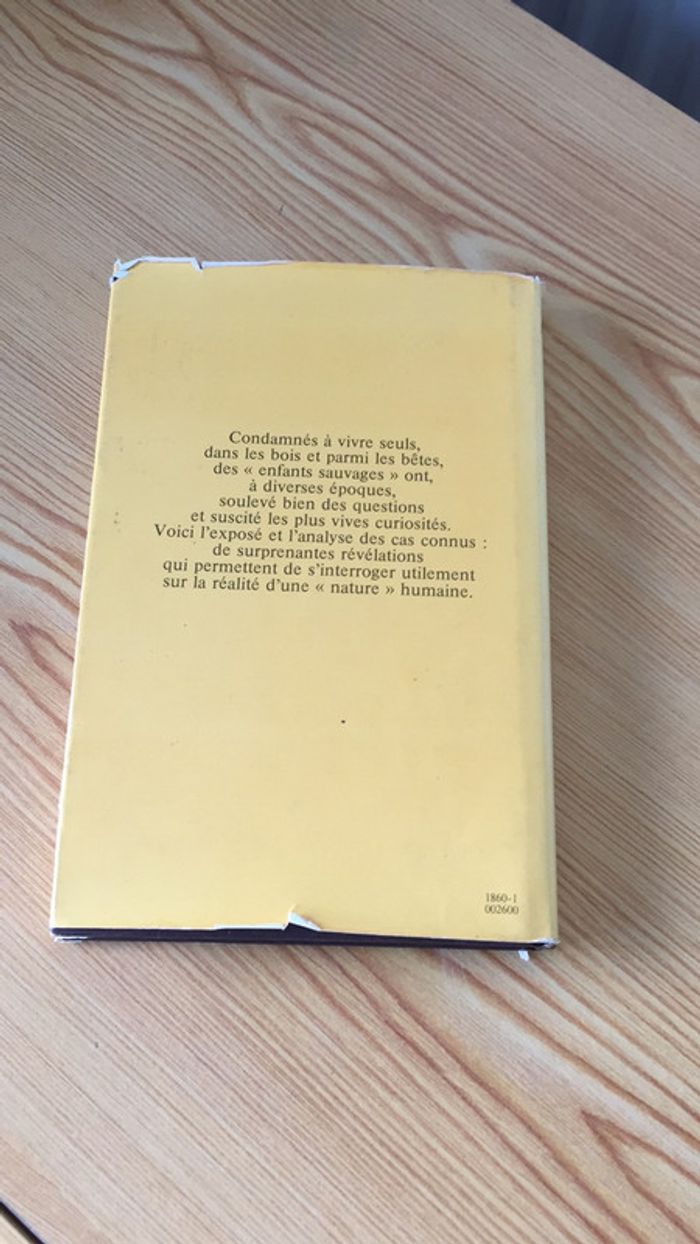 Condamnés à vivre seuls,
dans les bois et parmi les bêtes,
des « enfants sauvages » ont,
à diverses époques,
soulevé bien des questions
et suscité les plus vives curiosités.
Voici l'exposé et l'analyse des cas connus :
de surprenantes révélations
qui permettent de s'interroger utilement
sur la réalité d'une « nature » humaine.
1860-1
002600